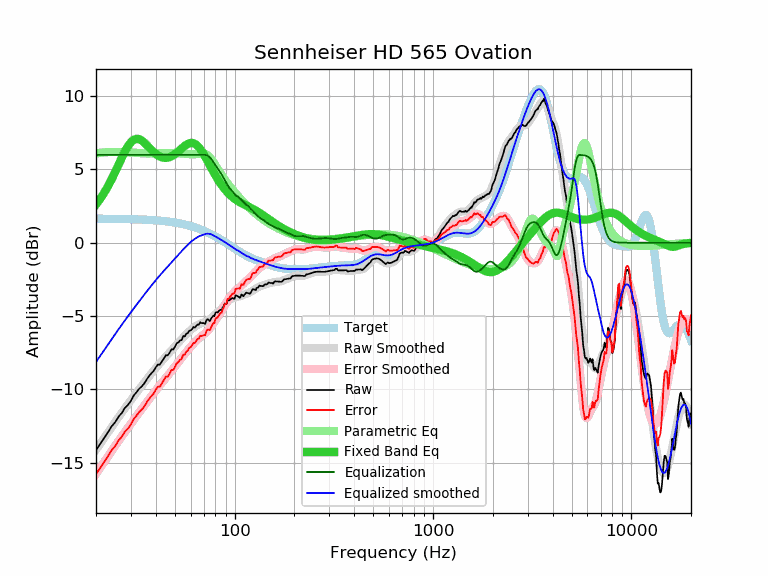 Sennheiser HD 565 Ovation
Amplitude (dBr)
10
5
0
−5
−10
−15
Target
Raw Smoothed
Error Smoothed
Raw
Error
Parametric Eq
Fixed Band Eq
Equalization
Equalized smoothed
100
1000
10000
Frequency (Hz)